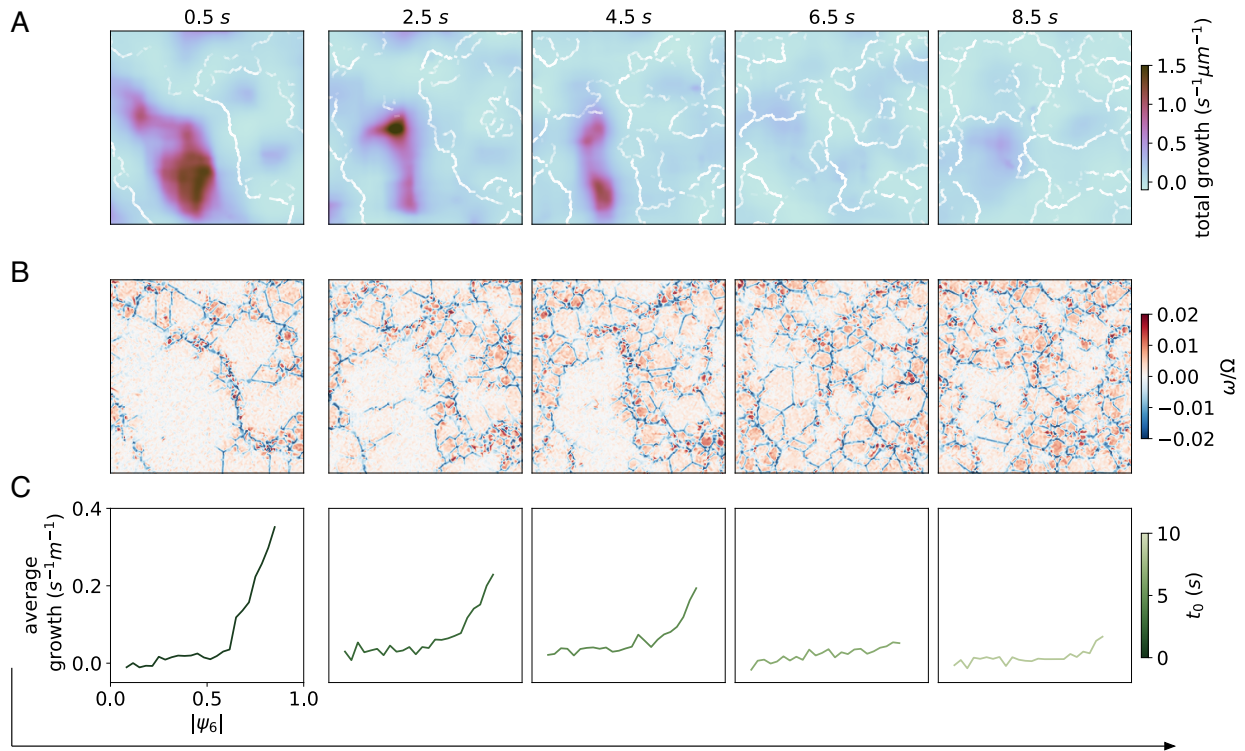 A
0.5 s
2.5 s
4.5 s
6.5 s
8.5 s
1.5
1.0
0.5
0.0
total growth (s⁻¹μm⁻¹)
B
0.02
0.01
0.00
−0.01
−0.02
ω/Ω
C
0.4
0.2
0.0
average
growth (s⁻¹m⁻¹)
0.0
0.5
1.0
|ψ₆|
10
5
0
t₀ (s)